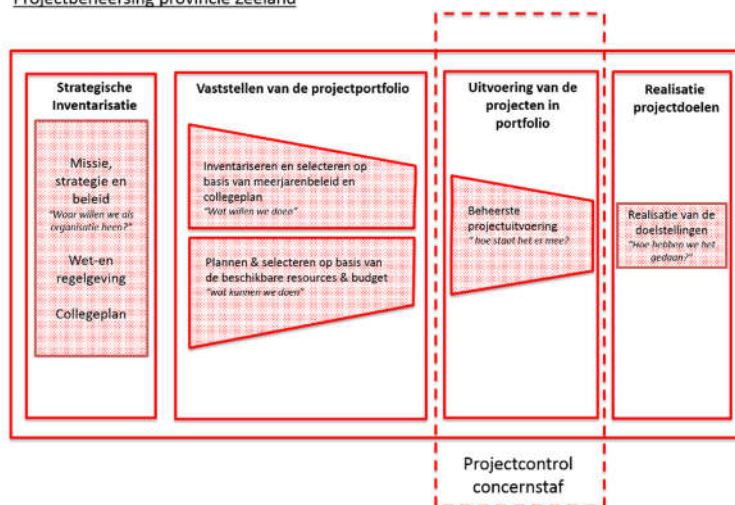 Projectbeheersing provincie Zeeland
Strategische
Inventarisatie
Missie,
strategie en
beleid
"Waar willen we als
organisatie heen?"
Wet-en
regelgeving
Collegeplan
Vaststellen van de projectportfolio
Inventariseren en selecteren op
basis van meerjarenbeleid en
collegeplan
"Wat willen we doen"
Plannen & selecteren op basis van
de beschikbare resources & budget
"wat kunnen we doen"
Uitvoering van de
projecten in
portfolio
Beheerste
projectuitvoering
" hoe staat het er mee?
Realisatie
projectdoelen
Realisatie van de
doelstellingen
"Hoe hebben we het
gedaan?"
Projectcontrol
concernstaf